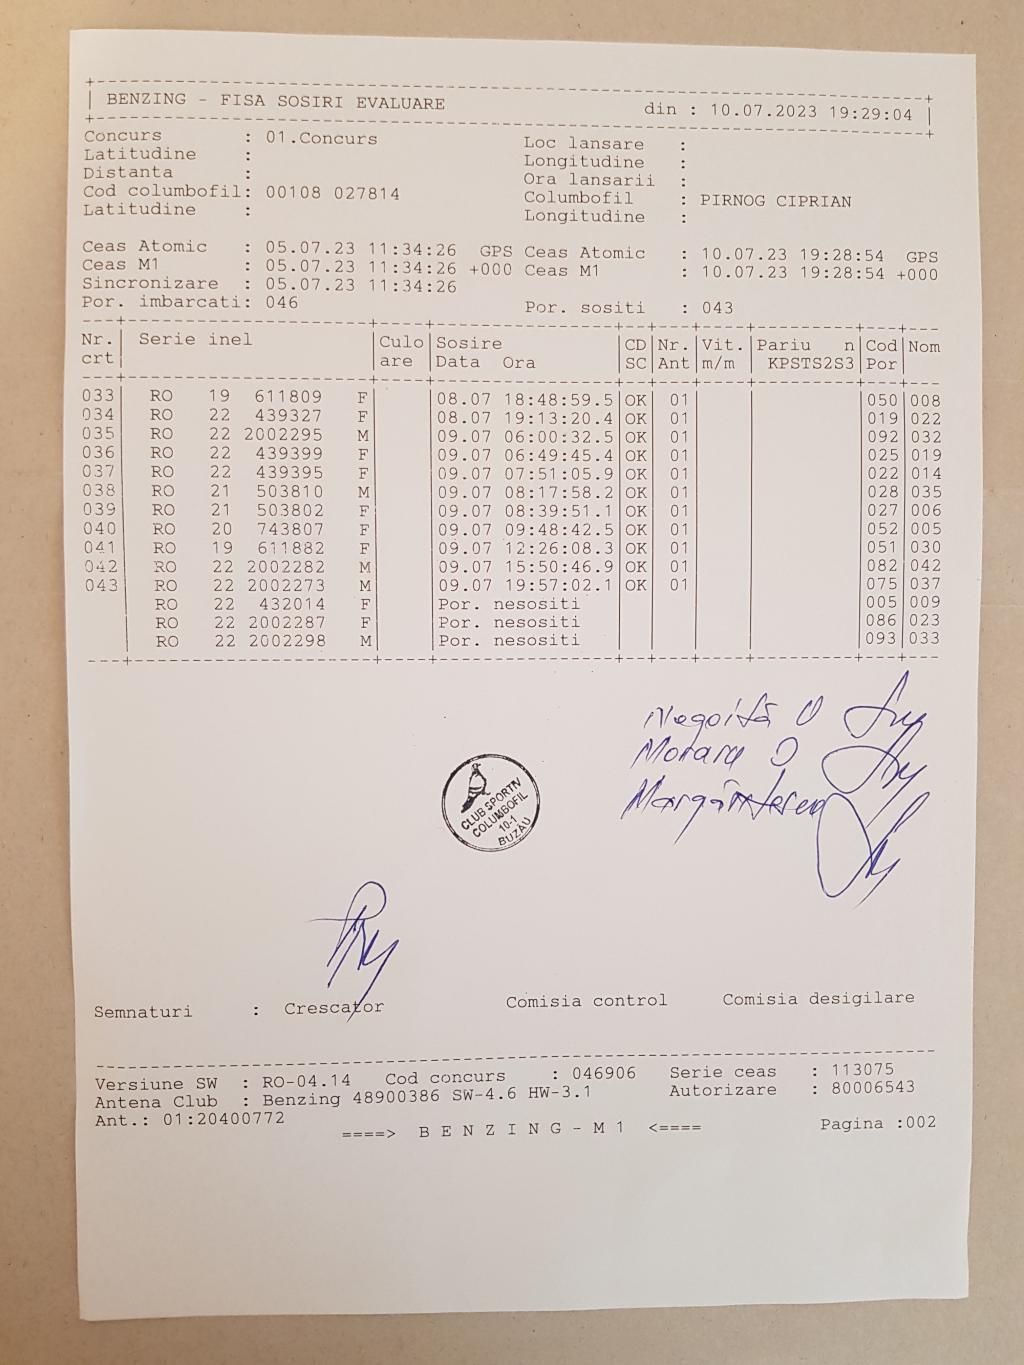 BENZING - FISA SOSIRI EVALUARE din : 10.07.2023 19:29:04
Concurs : 01.Concurs Loc lansare :
Latitudine : Longitudine :
Distanta : Ora lansarii :
Cod columbofil: 00108 027814 Columbofil : PIRNOG CIPRIAN
Latitudine : Longitudine :
Ceas Atomic : 05.07.23 11:34:26 GPS Ceas Atomic : 10.07.23 19:28:54 GPS
Ceas M1 : 05.07.23 11:34:26 +000 Ceas M1 : 10.07.23 19:28:54 +000
Sincronizare : 05.07.23 11:34:26
Por. imbarcati: 046 Por. sositi : 043
Nr. Serie inel Culo Sosire CD Nr. Vit. Pariu n Cod Nom
crt are Data Ora SC Ant m/m KPSTS2S3 Por
033 RO 19 611809 F 08.07 18:48:59.5 OK 01 050 008
034 RO 22 439327 F 08.07 19:13:20.4 OK 01 019 022
035 RO 22 2002295 M 09.07 06:00:32.5 OK 01 092 032
036 RO 22 439399 F 09.07 06:49:45.4 OK 01 025 019
037 RO 22 439395 F 09.07 07:51:05.9 OK 01 022 014
038 RO 21 503810 M 09.07 08:17:58.2 OK 01 028 035
039 RO 21 503802 F 09.07 08:39:51.1 OK 01 027 006
040 RO 20 743807 F 09.07 09:48:42.5 OK 01 052 005
041 RO 19 611882 F 09.07 12:26:08.3 OK 01 051 030
042 RO 22 2002282 M 09.07 15:50:46.9 OK 01 082 042
043 RO 22 2002273 M 09.07 19:57:02.1 OK 01 075 037
RO 22 432014 F Por. nesositi 005 009
RO 22 2002287 F Por. nesositi 086 023
RO 22 2002298 M Por. nesositi 093 033
Negoiță
CLUB SPORTIV
COLUMBOFIL
10-1
BUZĂU
Semnaturi : Crescator Comisia control Comisia desigilare
Versiune SW : RO-04.14 Cod concurs : 046906 Serie ceas : 113075
Antena Club : Benzing 48900386 SW-4.6 HW-3.1 Autorizare : 80006543
Ant.: 01:20400772
====> B E N Z I N G - M 1 <==== Pagina :002